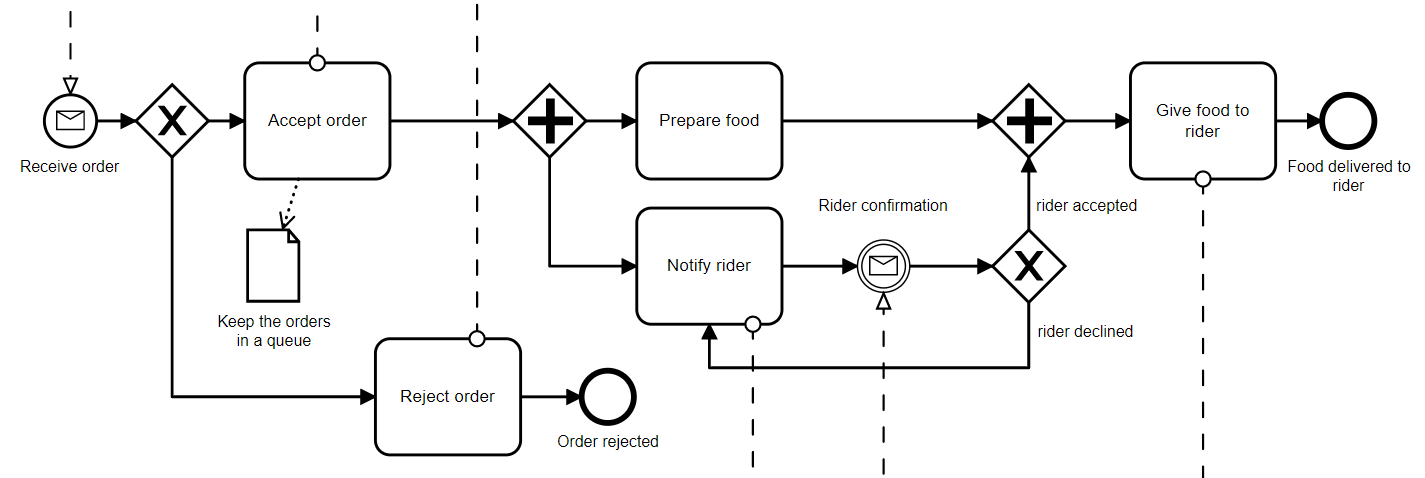 Receive order
Accept order
Keep the orders
in a queue
Reject order
Order rejected
Prepare food
Notify rider
Rider confirmation
rider accepted
rider declined
Give food to
rider
Food delivered to
rider